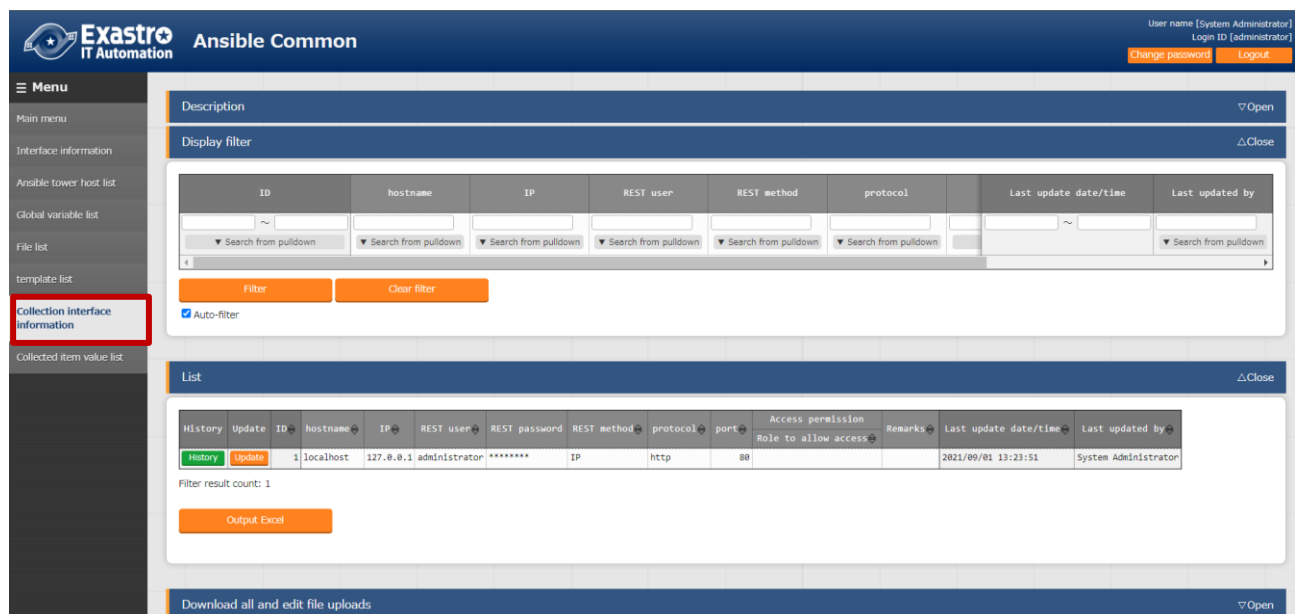 Exastro
IT Automation
Ansible Common
User name [System Administrator]
Login ID [administrator]
Change password
Logout
☰ Menu
Main menu
Interface information
Ansible tower host list
Global variable list
File list
template list
Collection interface
information
Collected item value list
Description
▽Open
Display filter
△Close
ID hostname IP REST user REST method protocol Last update date/time Last updated by
~ ~
▼ Search from pulldown ▼ Search from pulldown ▼ Search from pulldown ▼ Search from pulldown ▼ Search from pulldown ▼ Search from pulldown ▼ Search from pulldown
Filter
Clear filter
Auto-filter
List
△Close
History Update ID hostname IP REST user REST password REST method protocol port Access permission Remarks Last update date/time Last updated by
Role to allow access
History Update 1 localhost 127.0.0.1 administrator ******** IP http 80 2021/09/01 13:23:51 System Administrator
Filter result count: 1
Output Excel
Download all and edit file uploads
▽Open